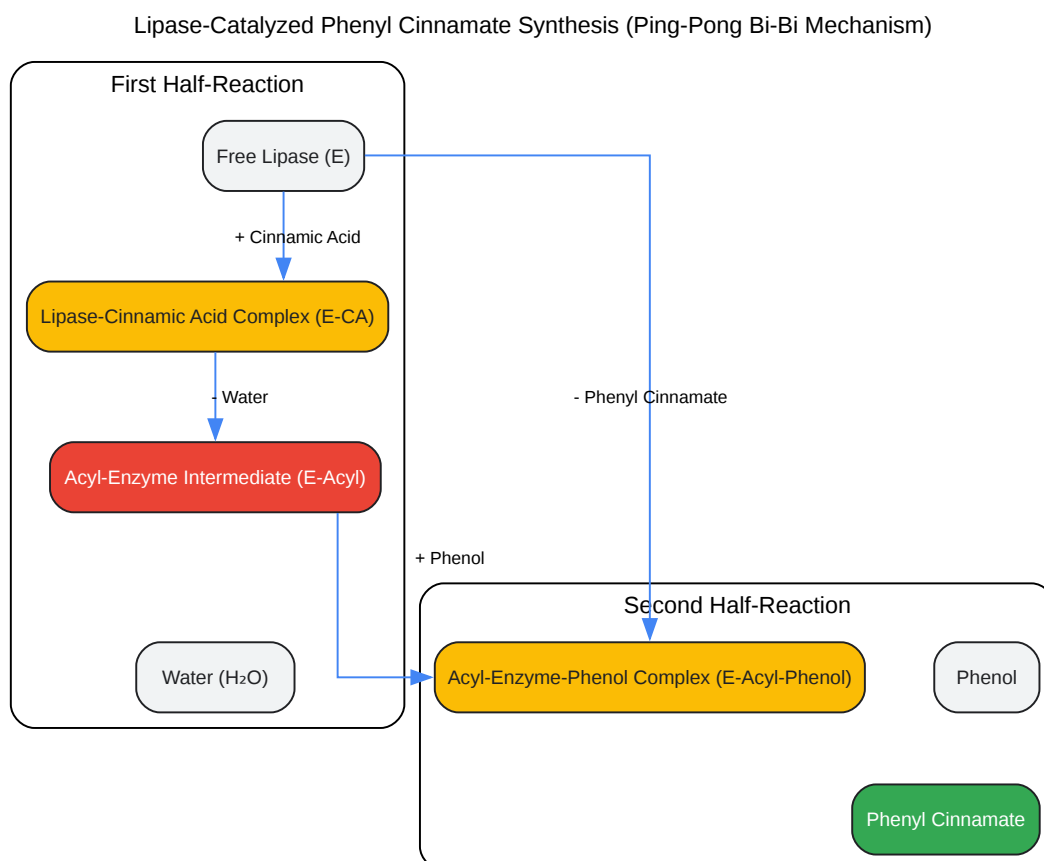 Lipase-Catalyzed Phenyl Cinnamate Synthesis (Ping-Pong Bi-Bi Mechanism)
First Half-Reaction
Free Lipase (E)
+ Cinnamic Acid
Lipase-Cinnamic Acid Complex (E-CA)
- Water
- Phenyl Cinnamate
Acyl-Enzyme Intermediate (E-Acyl)
+ Phenol
Second Half-Reaction
Water (H₂O)
Acyl-Enzyme-Phenol Complex (E-Acyl-Phenol)
Phenol
Phenyl Cinnamate